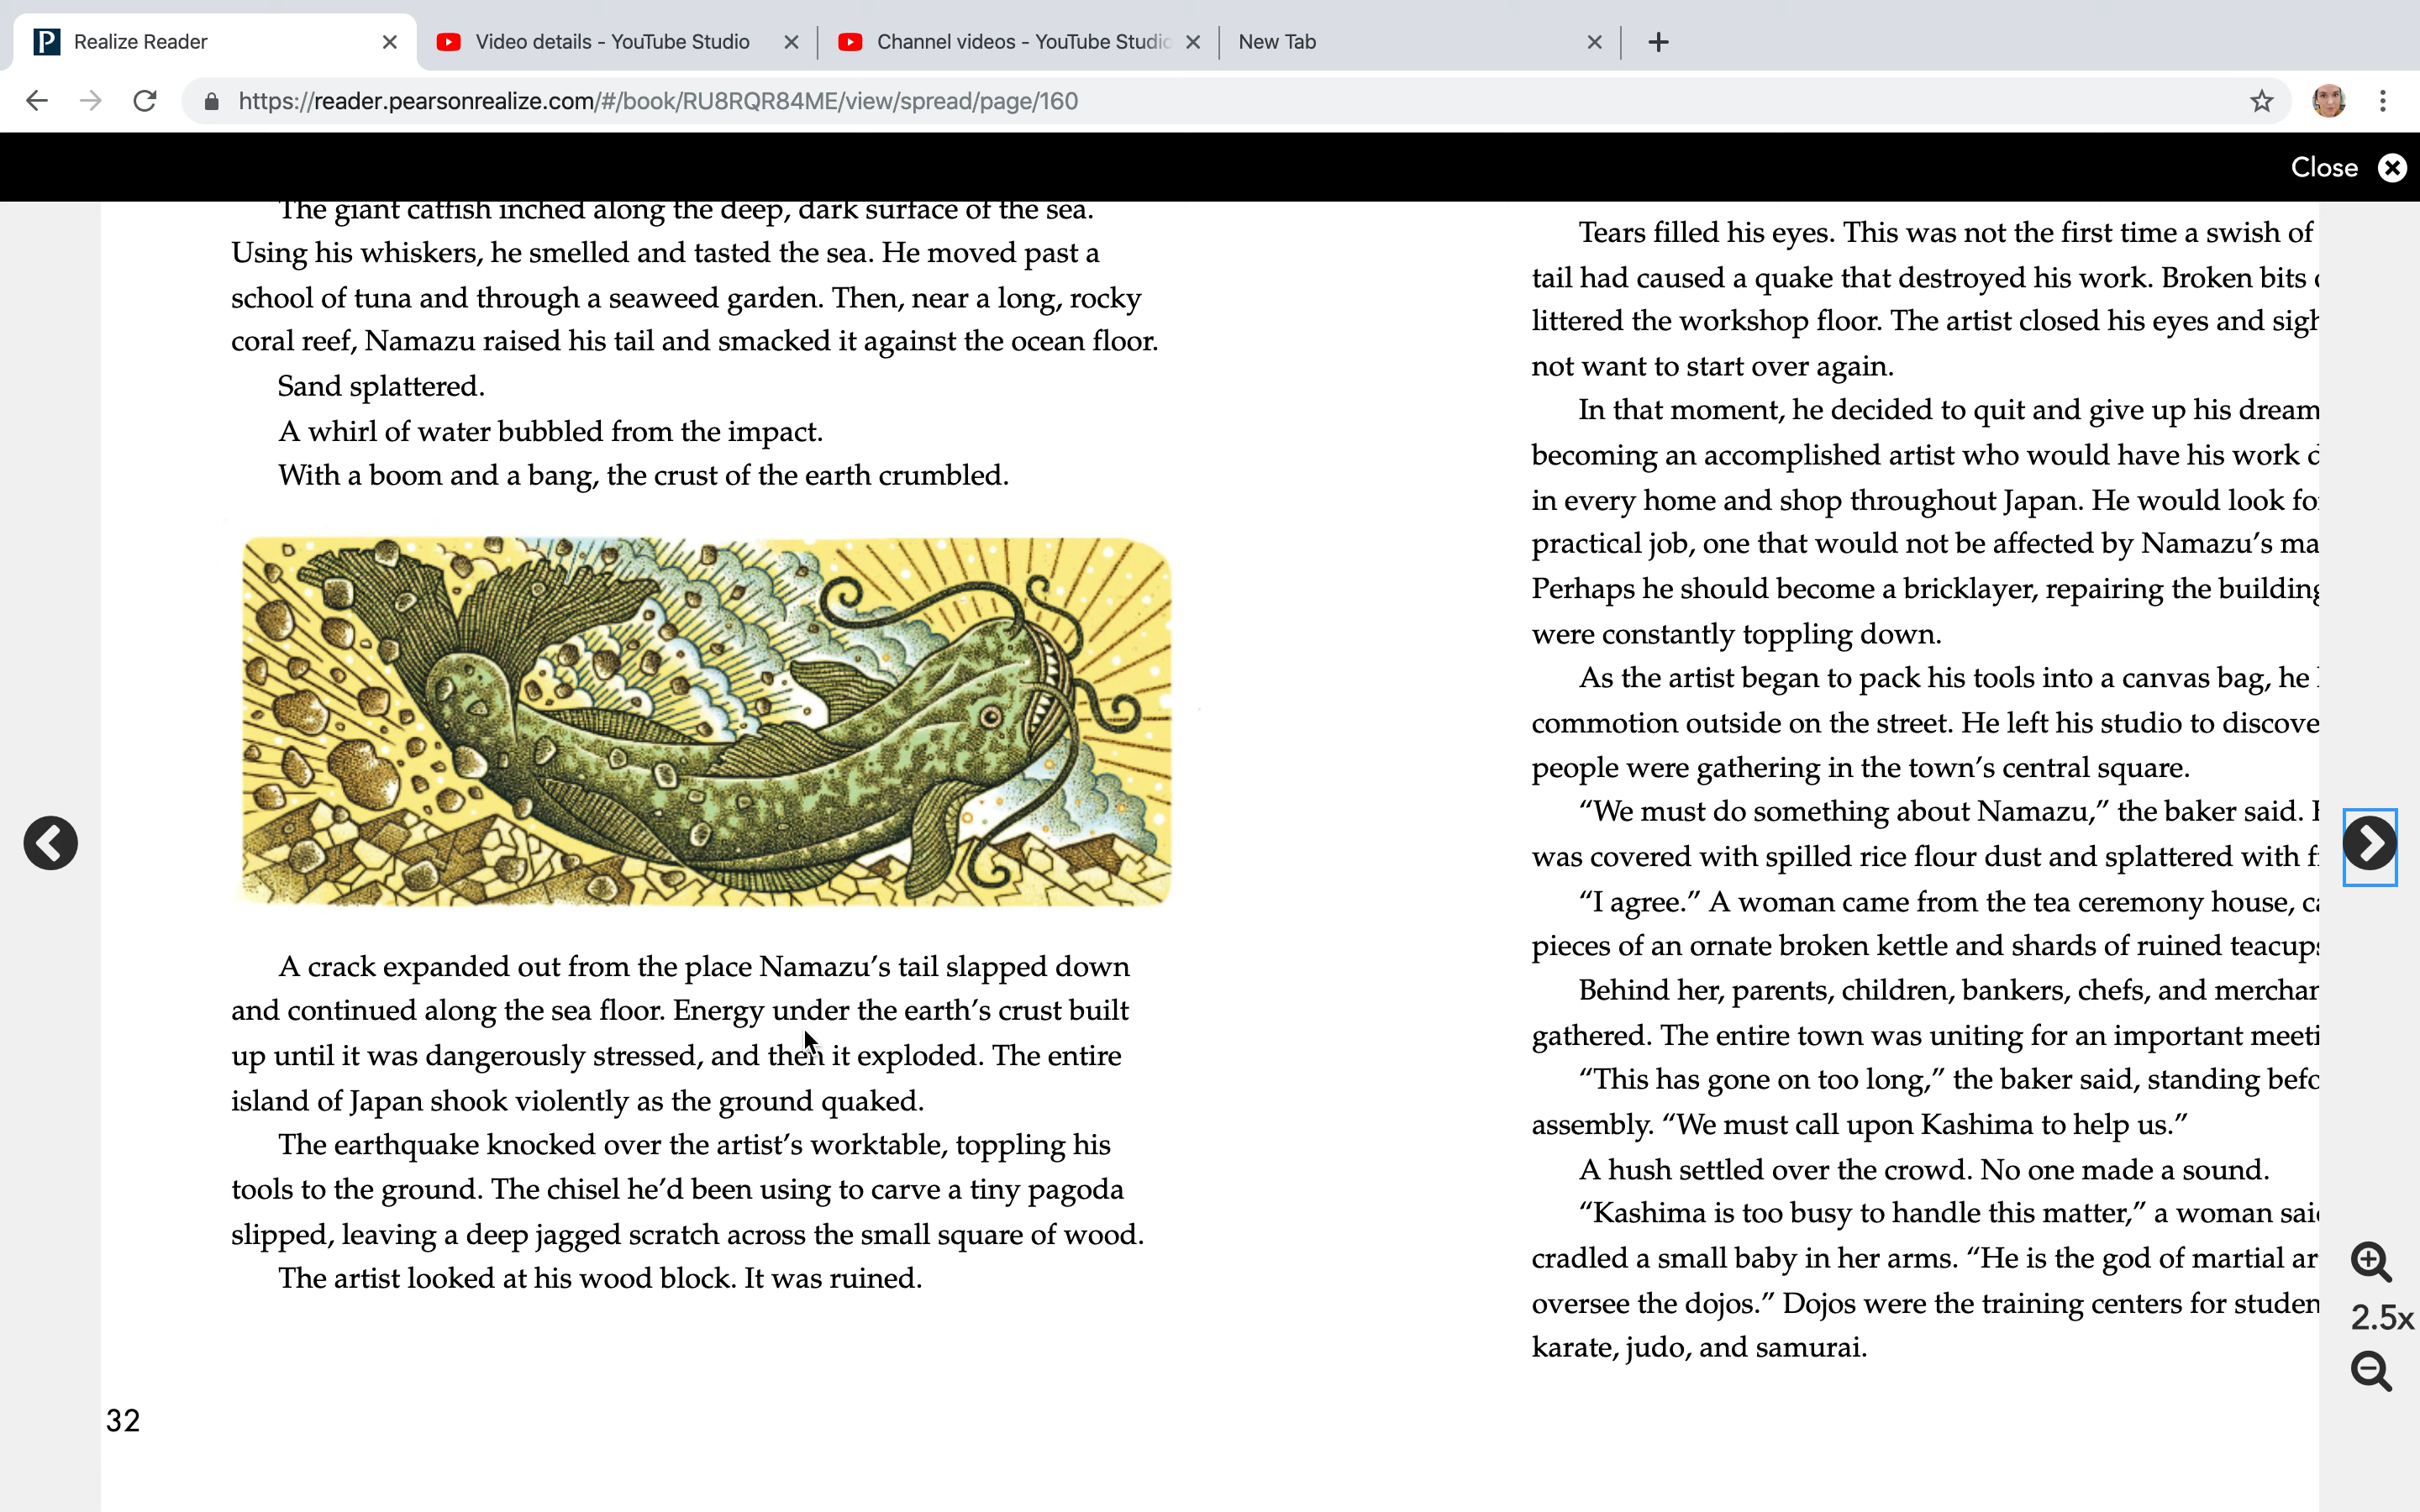 Realize Reader
Video details - YouTube Studio
Channel videos - YouTube Studio
New Tab
https://reader.pearsonrealize.com/#/book/RU8RQR84ME/view/spread/page/160
Close
The giant catfish inched along the deep, dark surface of the sea.
Using his whiskers, he smelled and tasted the sea. He moved past a
school of tuna and through a seaweed garden. Then, near a long, rocky
coral reef, Namazu raised his tail and smacked it against the ocean floor.
Sand splattered.
A whirl of water bubbled from the impact.
With a boom and a bang, the crust of the earth crumbled.
A crack expanded out from the place Namazu's tail slapped down
and continued along the sea floor. Energy under the earth's crust built
up until it was dangerously stressed, and then it exploded. The entire
island of Japan shook violently as the ground quaked.
The earthquake knocked over the artist's worktable, toppling his
tools to the ground. The chisel he'd been using to carve a tiny pagoda
slipped, leaving a deep jagged scratch across the small square of wood.
The artist looked at his wood block. It was ruined.
32
Tears filled his eyes. This was not the first time a swish of
tail had caused a quake that destroyed his work. Broken bits
littered the workshop floor. The artist closed his eyes and
not want to start over again.
In that moment, he decided to quit and give up his dream
becoming an accomplished artist who would have his work
in every home and shop throughout Japan. He would look
practical job, one that would not be affected by Namazu's
Perhaps he should become a bricklayer, repairing the
were constantly toppling down.
As the artist began to pack his tools into a canvas bag, he
commotion outside on the street. He left his studio to
people were gathering in the town's central square.
"We must do something about Namazu," the baker said.
was covered with spilled rice flour dust and splattered with
"I agree." A woman came from the tea ceremony house,
pieces of an ornate broken kettle and shards of ruined teacups
Behind her, parents, children, bankers, chefs, and
gathered. The entire town was uniting for an important
"This has gone on too long," the baker said, standing
assembly. "We must call upon Kashima to help us."
A hush settled over the crowd. No one made a sound.
"Kashima is too busy to handle this matter," a woman
cradled a small baby in her arms. "He is the god of martial
oversee the dojos." Dojos were the training centers for
karate, judo, and samurai.
2.5x